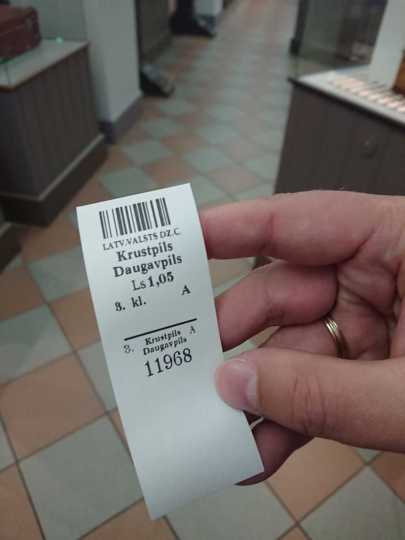 LATV.VALSTS DZ.C.
Krustpils
Daugavpils
Ls 1,05
3. kl. A
3. Krustpils A
Daugavpils
11968